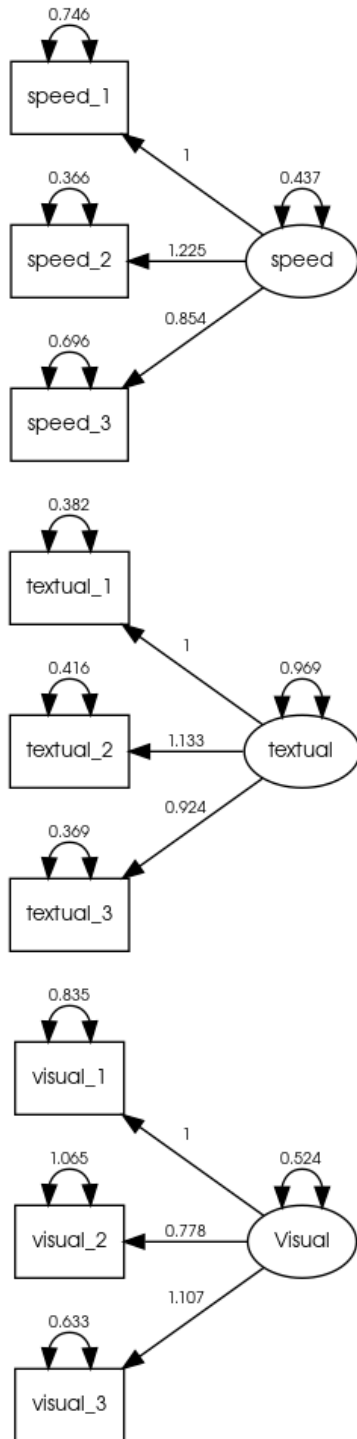 0.746
speed_1
1
0.437
0.366
speed_2
1.225
speed
0.854
0.696
speed_3
0.382
textual_1
1
0.969
0.416
textual_2
1.133
textual
0.924
0.369
textual_3
0.835
visual_1
1
0.524
1.065
visual_2
0.778
Visual
1.107
0.633
visual_3